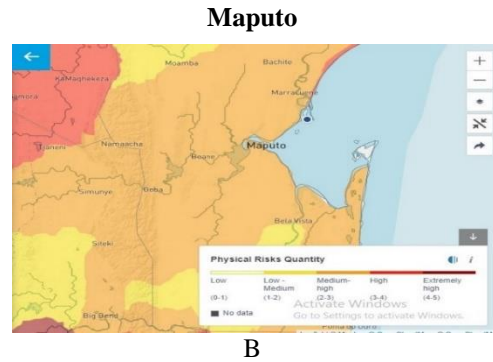 Maputo
Moamba
Bachile
KaMaqhekeza
Marracuene
Namaacha
Boane
Maputo
Simunye
Goba
Bela Vista
Siteki
Big Bend
Physical Risks Quantity
Low
Low - Medium
Medium-high
High
Extremely high
(0-1)
(1-2)
(2-3)
(3-4)
(4-5)
No data
Activate Windows
Go to Settings to activate Windows.
B